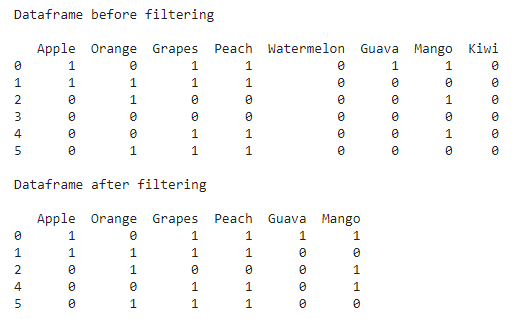 Dataframe before filtering
Apple Orange Grapes Peach Watermelon Guava Mango Kiwi
0 1 0 1 1 0 1 1 0
1 1 1 1 1 0 0 0 0
2 0 1 0 0 0 0 1 0
3 0 0 0 0 0 0 0 0
4 0 0 1 1 0 0 1 0
5 0 1 1 1 0 0 0 0
Dataframe after filtering
Apple Orange Grapes Peach Guava Mango
0 1 0 1 1 1 1
1 1 1 1 1 0 0
2 0 1 0 0 0 1
4 0 0 1 1 0 1
5 0 1 1 1 0 0